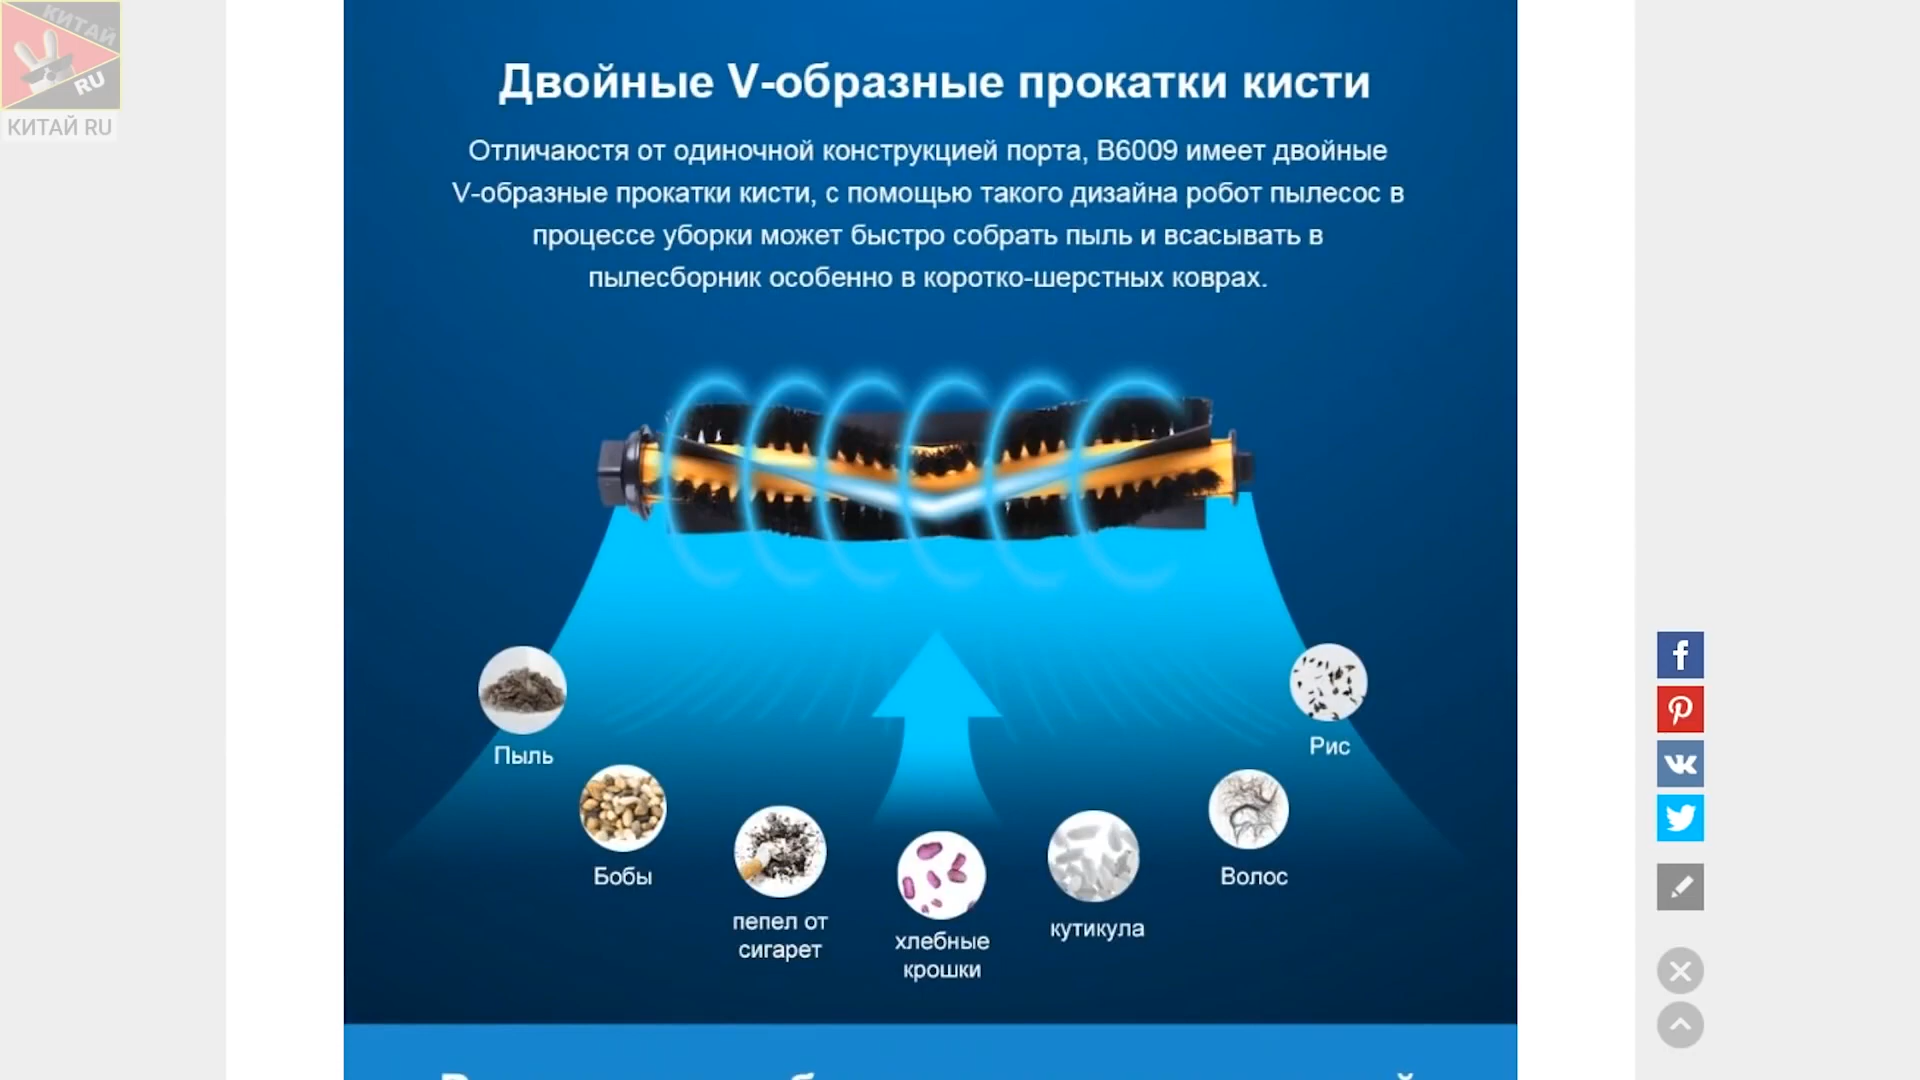 КИТАЙ
RU
КИТАЙ RU
Двойные V-образные прокатки кисти
Отличаюстя от одиночной конструкцией порта, B6009 имеет двойные
V-образные прокатки кисти, с помощью такого дизайна робот пылесос в
процессе уборки может быстро собрать пыль и всасывать в
пылесборник особенно в коротко-шерстных коврах.
Пыль
Рис
Бобы
Волос
пепел от
сигарет
хлебные
крошки
кутикула